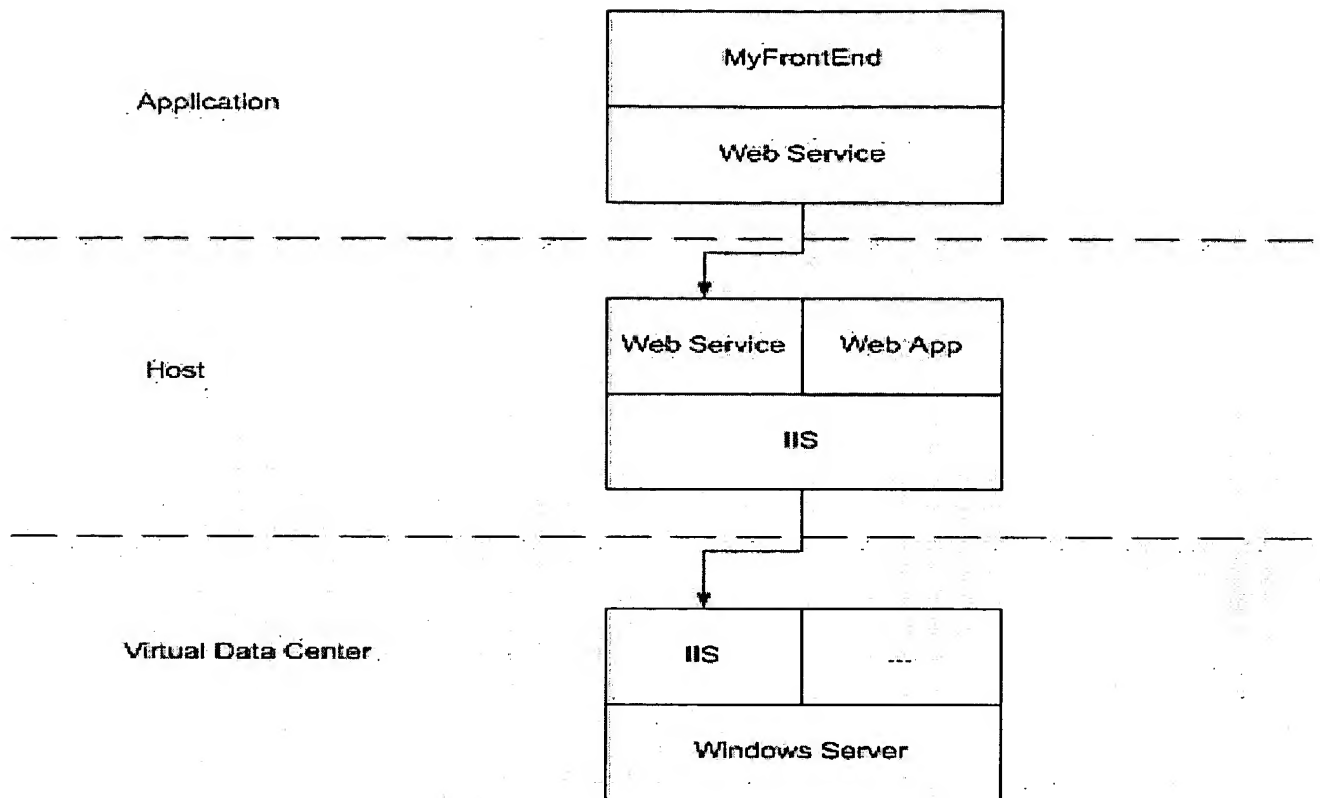 MyFrontEnd
Application
Web Service
Web Service
Web App
Host
IIS
Virtual Data Center
IIS
...
Windows Server